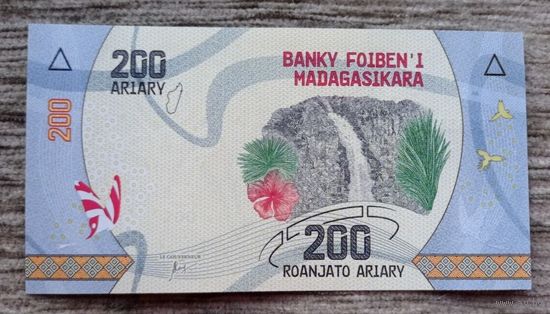 200
ARIARY
BANKY FOIBEN'I
MADAGASIKARA
200
LE GOUVERNEUR
200
ROANJATO ARIARY